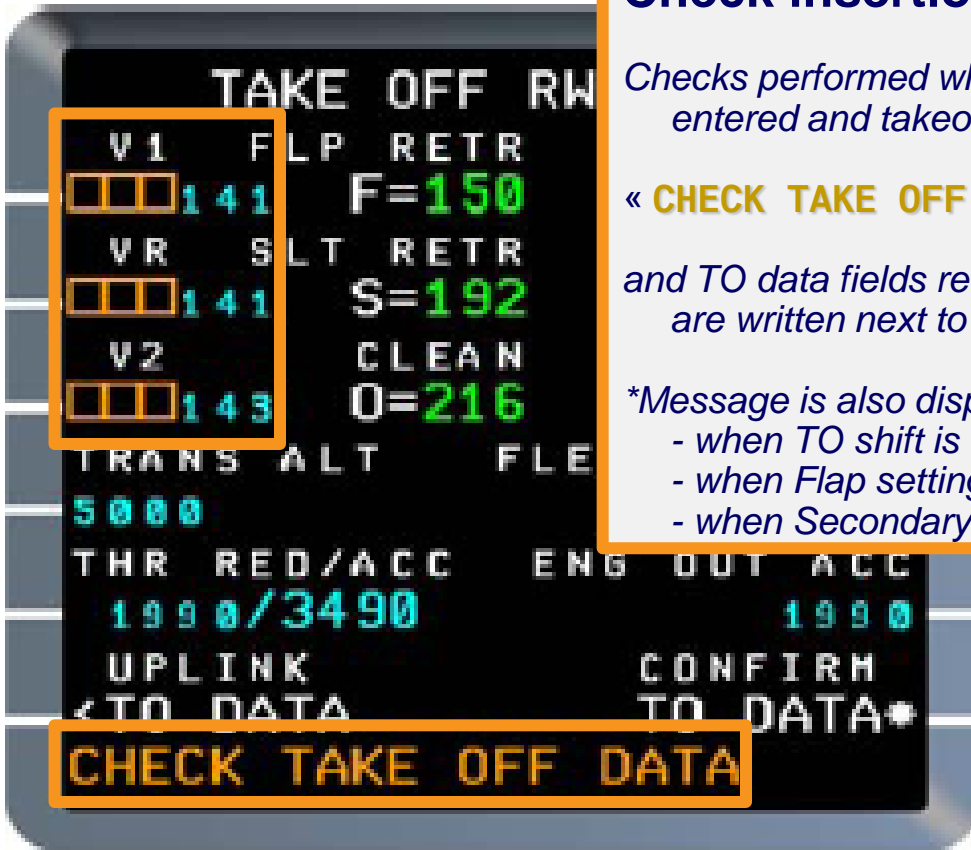 Check insertio
Checks performed wh
entered and takeo
« CHECK TAKE OFF
and TO data fields re
are written next to
*Message is also disp
- when TO shift is
- when Flap setting
- when Secondary
TAKE OFF RW
V1 FLP RETR
141 F=150
VR SLT RETR
141 S=192
V2 CLEAN
143 O=216
TRANS ALT FLE
5000
THR RED/ACC ENG OUT ACC
1990/3490 1990
UPLINK CONFIRM
<TO DATA TO DATA*
CHECK TAKE OFF DATA